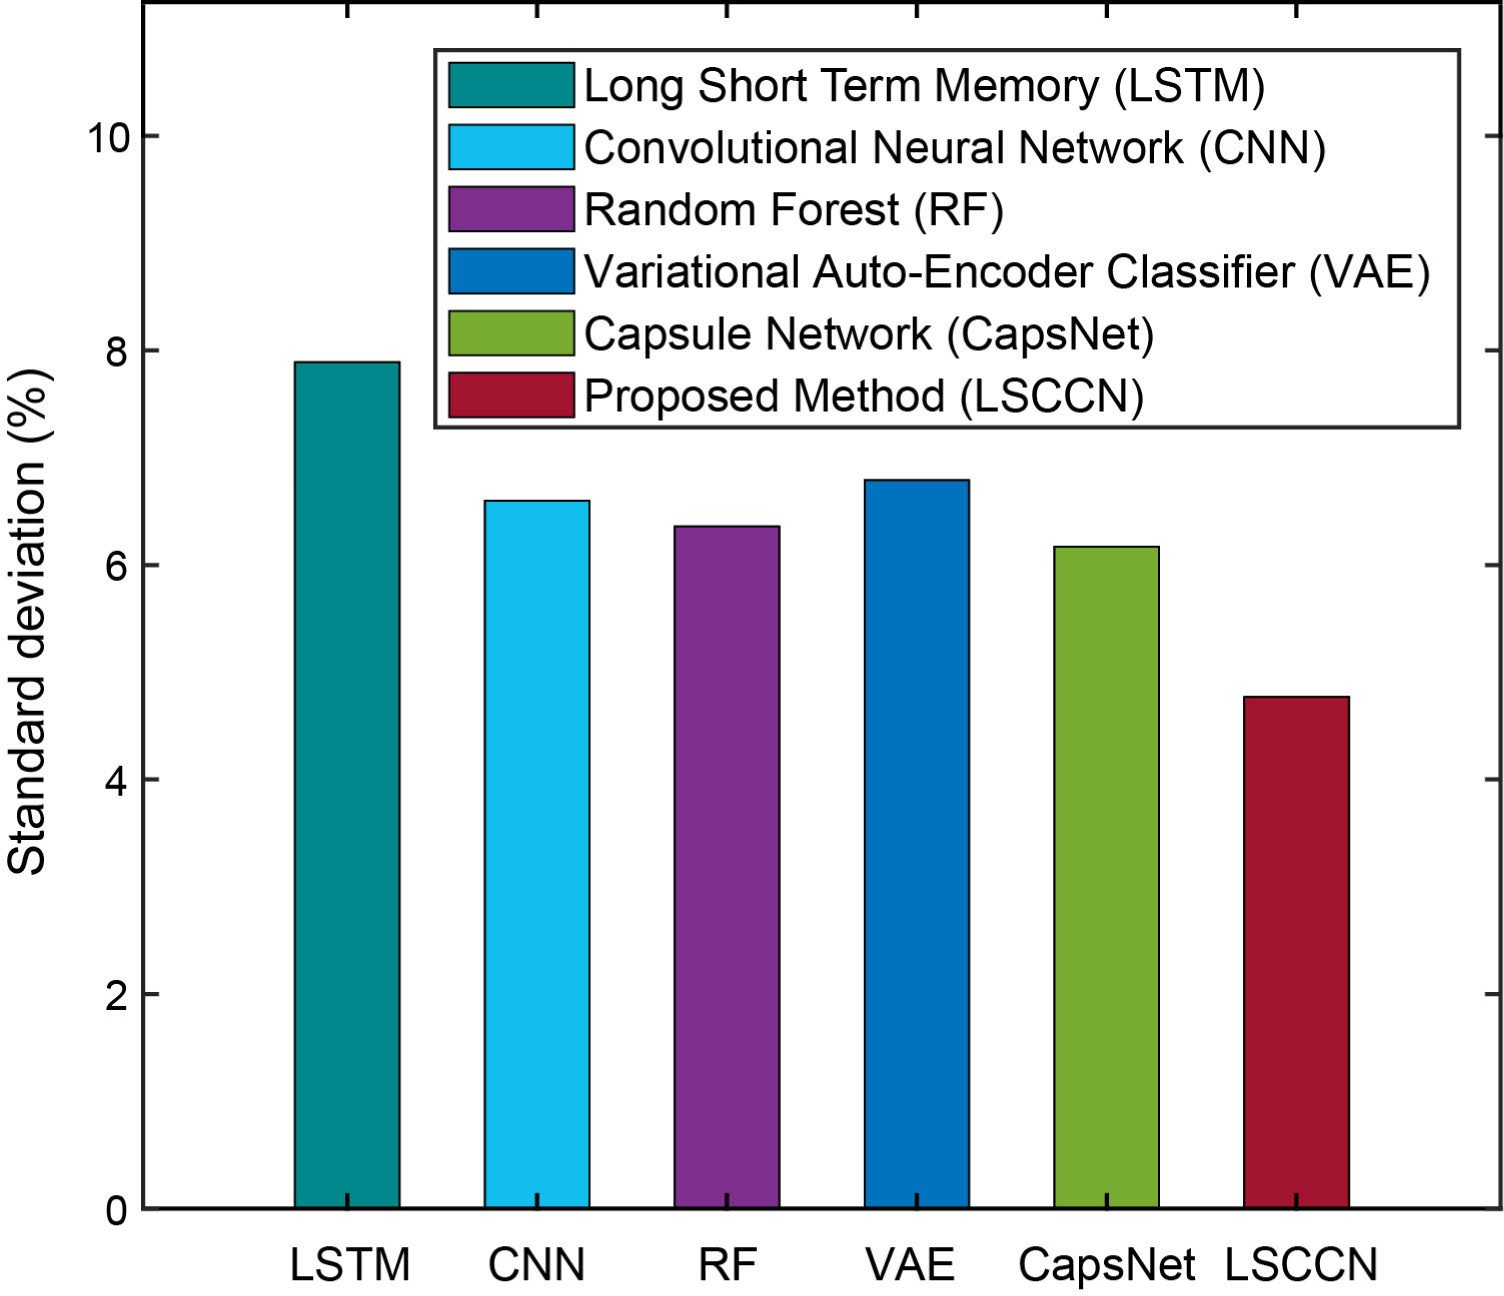 Long Short Term Memory (LSTM)
Convolutional Neural Network (CNN)
Random Forest (RF)
Variational Auto-Encoder Classifier (VAE)
Capsule Network (CapsNet)
Proposed Method (LSCCN)
Standard deviation (%)
10
8
6
4
2
0
LSTM CNN RF VAE CapsNet LSCCN